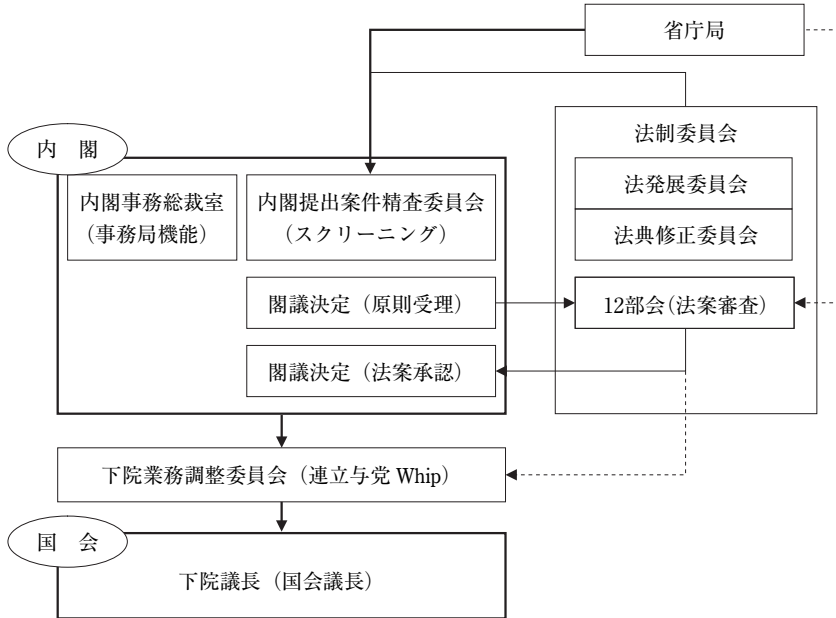 省庁局
法制委員会
内 閣
法発展委員会
内閣事務総裁室
（事務局機能）
内閣提出案件精査委員会
（スクリーニング）
法典修正委員会
閣議決定（原則受理）
12部会（法案審査）
閣議決定（法案承認）
下院業務調整委員会（連立与党 Whip）
国 会
下院議長（国会議長）